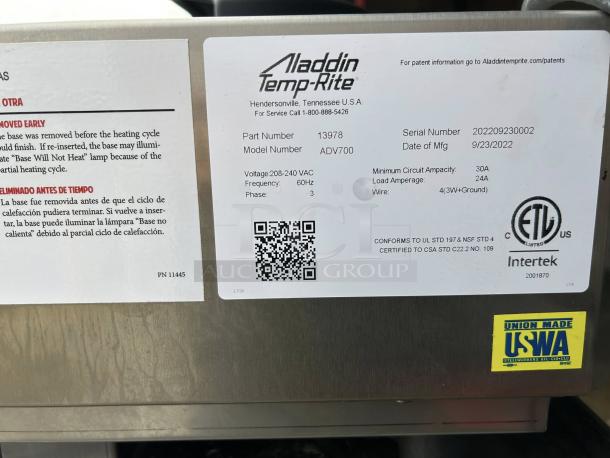 AS
OTRA
MOVED EARLY
he base was removed before the heating cycle
ould finish. If re-inserted, the base may illumi-
ate "Base Will Not Heat" lamp because of the
partial heating cycle.
ELIMINADO ANTES DE TIEMPO
La base fue removida antes de que el ciclo de
calefacción pudiera terminar. Si vuelve a inser-
tar, la base puede iluminar la lámpara "Base no
calienta" debido al parcial ciclo de calefacción.
PN 11445
Aladdin
Temp-Rite®
Hendersonville, Tennessee U.S.A.
For Service Call 1-800-888-5426
For patent information go to Aladdintemprite.com/patents
Part Number 13978
Model Number ADV700
Serial Number 202209230002
Date of Mfg 9/23/2022
Voltage: 208-240 VAC
Frequency: 60Hz
Phase: 3
Minimum Circuit Ampacity: 30A
Load Amperage: 24A
Wire: 4(3W+Ground)
CONFORMS TO UL STD 197 & NSF STD 4
CERTIFIED TO CSA STD C22.2 NO. 109
C ETL US
LISTED
Intertek
2001870
AUCTION GROUP
UNION MADE
USWA